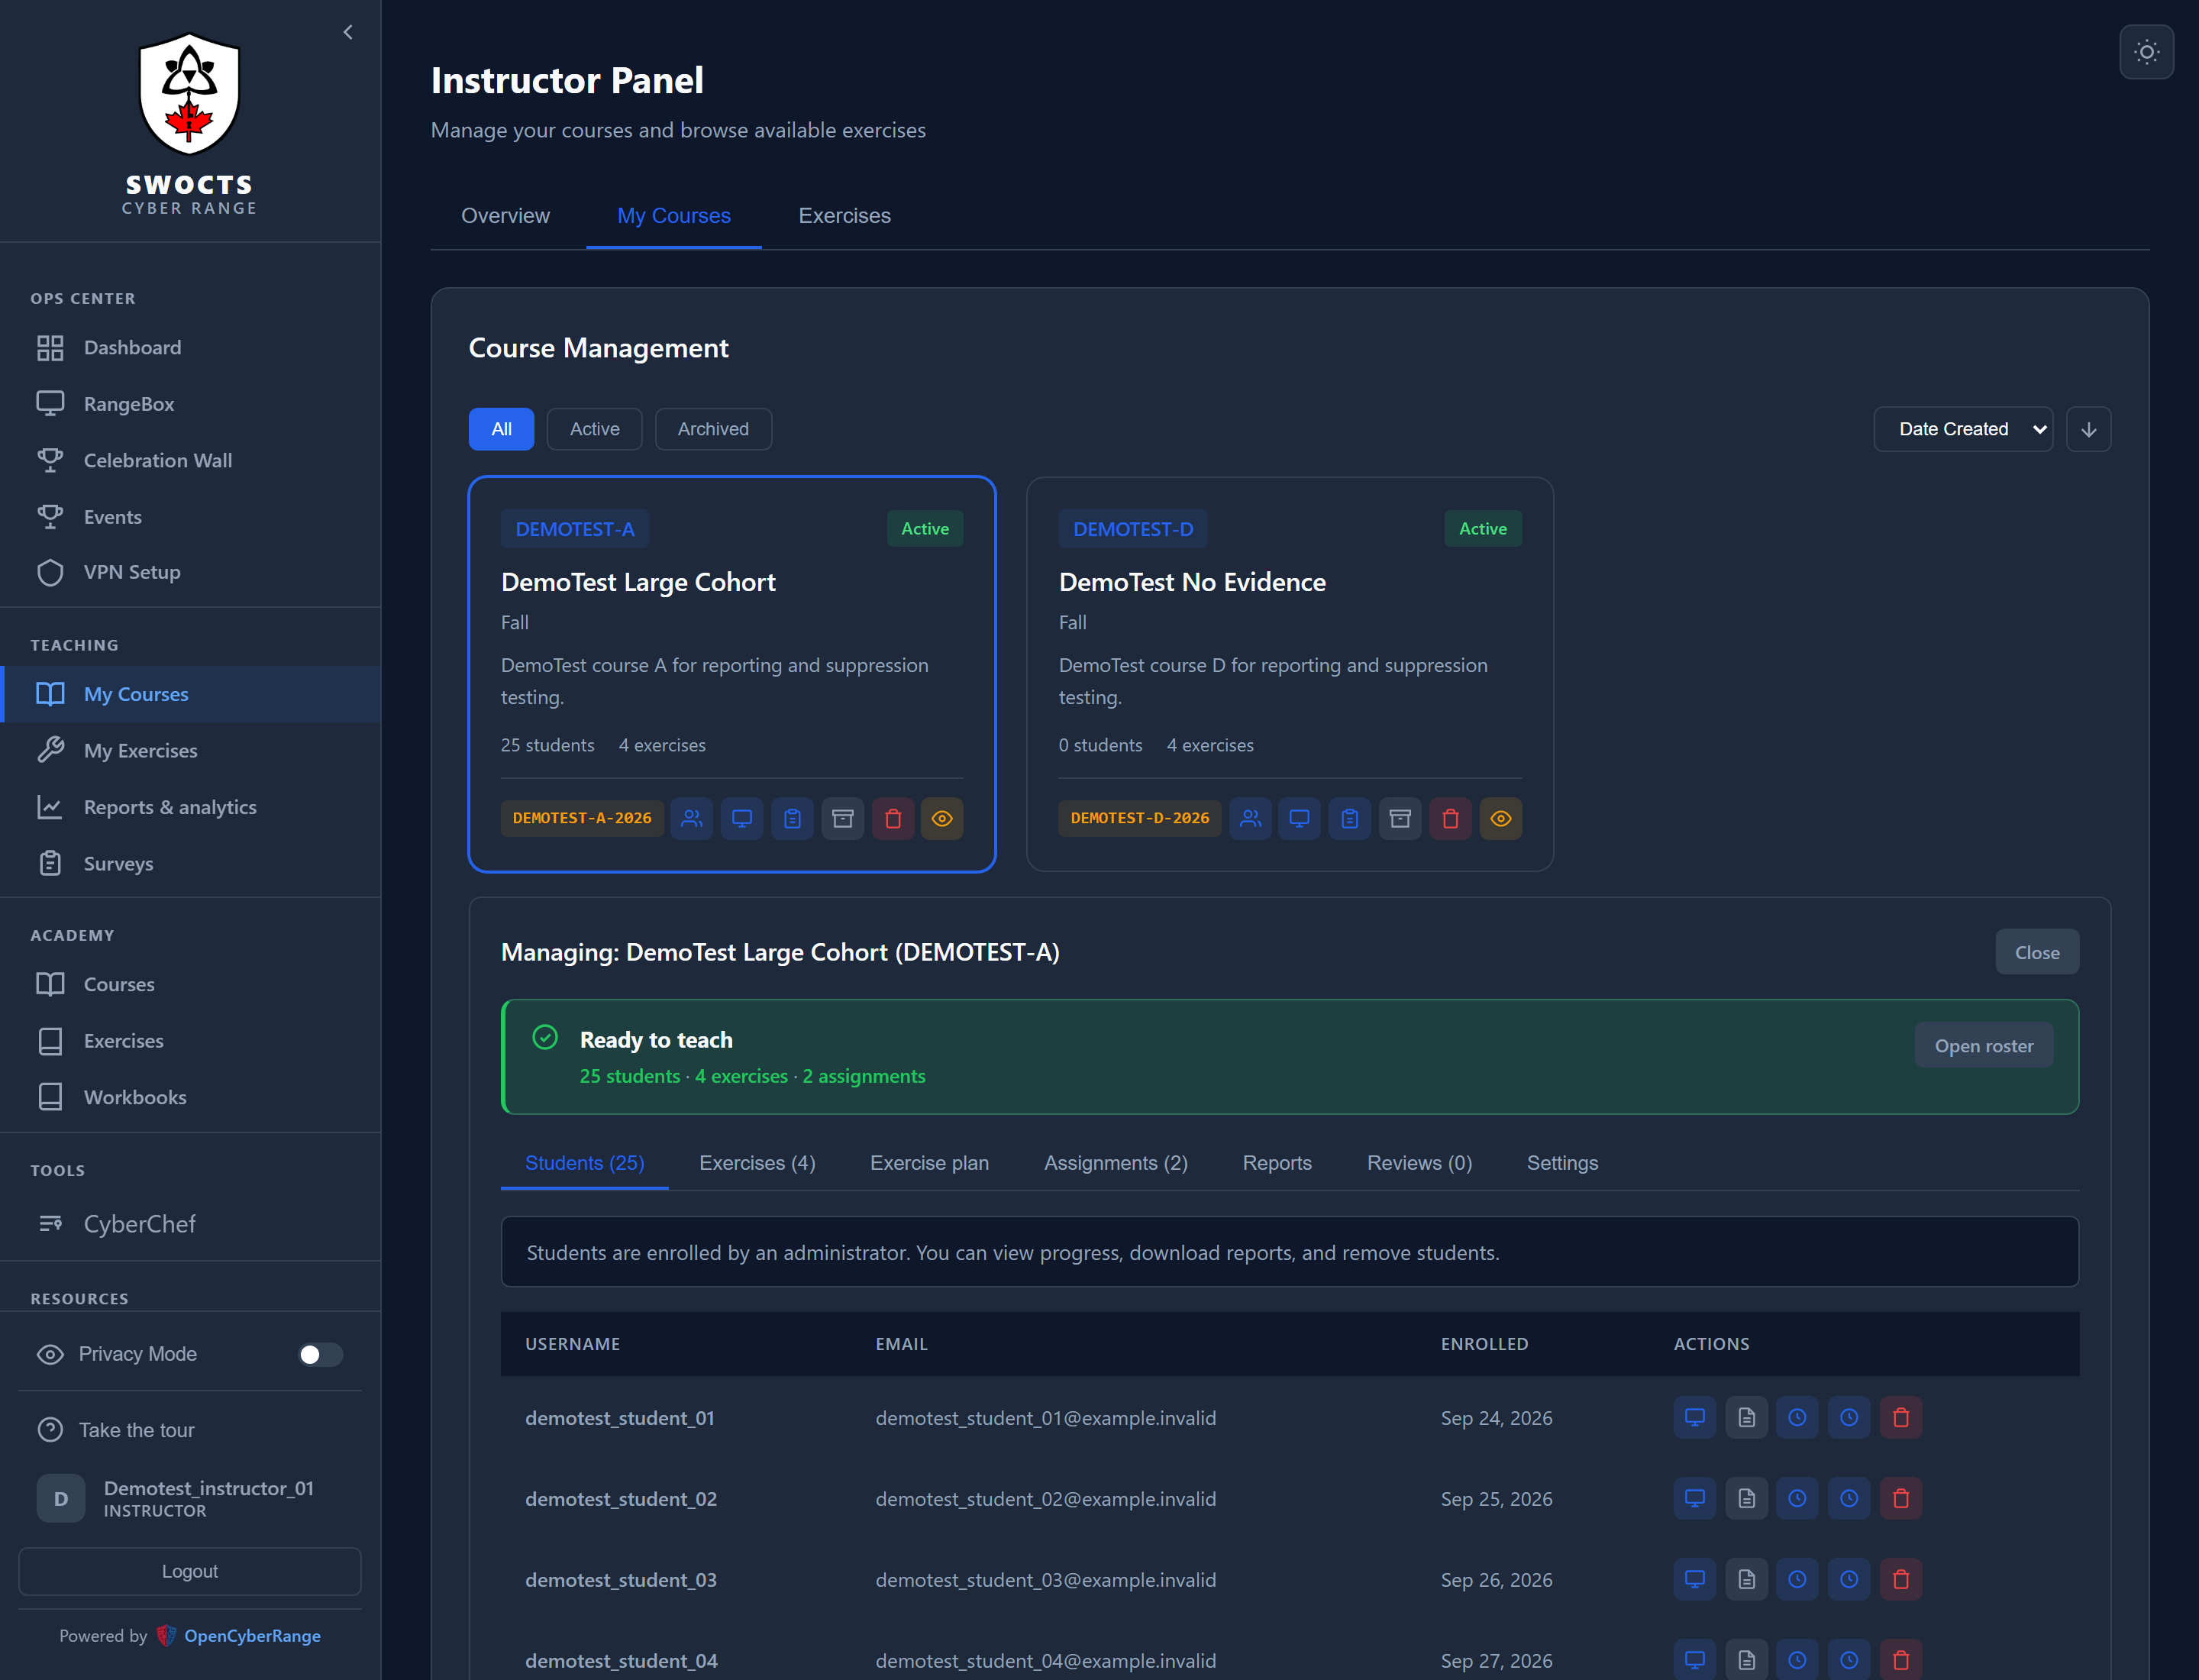 SWOCTS
CYBER RANGE
OPS CENTER
Dashboard
RangeBox
Celebration Wall
Events
VPN Setup
TEACHING
My Courses
My Exercises
Reports & analytics
Surveys
ACADEMY
Courses
Exercises
Workbooks
TOOLS
CyberChef
RESOURCES
Privacy Mode
Take the tour
D
Demotest_instructor_01
INSTRUCTOR
Logout
Powered by OpenCyberRange
Instructor Panel
Manage your courses and browse available exercises
Overview My Courses Exercises
Course Management
All Active Archived Date Created
DEMOTEST-A Active
DemoTest Large Cohort
Fall
DemoTest course A for reporting and suppression
testing.
25 students 4 exercises
DEMOTEST-A-2026
DEMOTEST-D Active
DemoTest No Evidence
Fall
DemoTest course D for reporting and suppression
testing.
0 students 4 exercises
DEMOTEST-D-2026
Managing: DemoTest Large Cohort (DEMOTEST-A) Close
Ready to teach
25 students · 4 exercises · 2 assignments
Open roster
Students (25) Exercises (4) Exercise plan Assignments (2) Reports Reviews (0) Settings
Students are enrolled by an administrator. You can view progress, download reports, and remove students.
USERNAME EMAIL ENROLLED ACTIONS
demotest_student_01 demotest_student_01@example.invalid Sep 24, 2026
demotest_student_02 demotest_student_02@example.invalid Sep 25, 2026
demotest_student_03 demotest_student_03@example.invalid Sep 26, 2026
demotest_student_04 demotest_student_04@example.invalid Sep 27, 2026